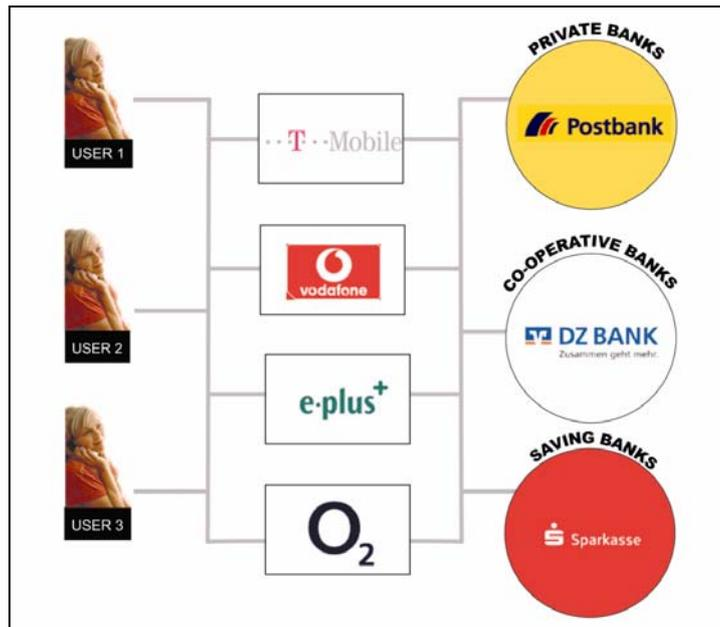 USER 1
USER 2
USER 3
··· T ··· Mobile
vodafone
e·plus+
O2
PRIVATE BANKS
Postbank
CO-OPERATIVE BANKS
DZ BANK
Zusammen geht mehr.
SAVING BANKS
Sparkasse